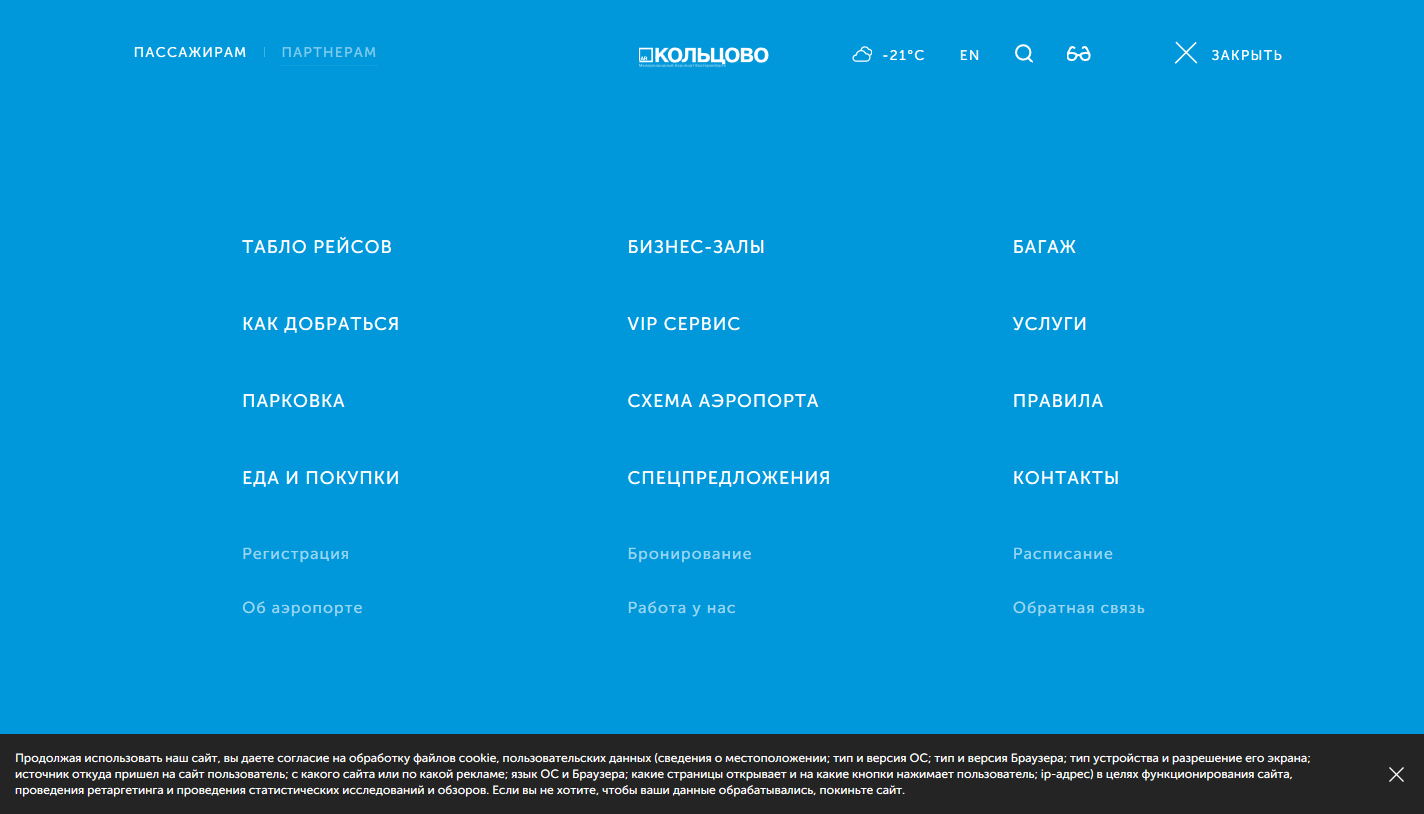 ПАССАЖИРАМ | ПАРТНЕРАМ
КОЛЬЦОВО
Международный Аэропорт Екатеринбург
-21°C
EN
ЗАКРЫТЬ
ТАБЛО РЕЙСОВ
БИЗНЕС-ЗАЛЫ
БАГАЖ
КАК ДОБРАТЬСЯ
VIP СЕРВИС
УСЛУГИ
ПАРКОВКА
СХЕМА АЭРОПОРТА
ПРАВИЛА
ЕДА И ПОКУПКИ
СПЕЦПРЕДЛОЖЕНИЯ
КОНТАКТЫ
Регистрация
Бронирование
Расписание
Об аэропорте
Работа у нас
Обратная связь
Продолжая использовать наш сайт, вы даете согласие на обработку файлов cookie, пользовательских данных (сведения о местоположении; тип и версия ОС; тип и версия Браузера; тип устройства и разрешение его экрана;
источник откуда пришел на сайт пользователь; с какого сайта или по какой рекламе; язык ОС и Браузера; какие страницы открывает и на какие кнопки нажимает пользователь; ip-адрес) в целях функционирования сайта,
проведения ретаргетинга и проведения статистических исследований и обзоров. Если вы не хотите, чтобы ваши данные обрабатывались, покиньте сайт.